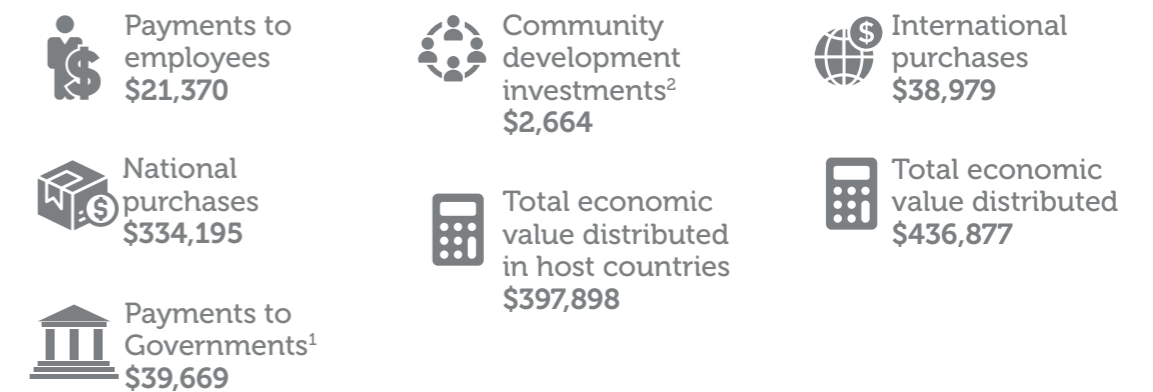 Payments to
employees
$21,370
National
purchases
$334,195
Payments to
Governments¹
$39,669
Community
development
investments²
$2,664
Total economic
value distributed
in host countries
$397,898
International
purchases
$38,979
Total economic
value distributed
$436,877